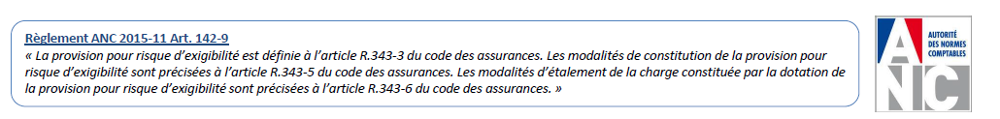 Règlement ANC 2015-11 Art. 142-9
« La provision pour risque d’exigibilité est définie à l’article R.343-3 du code des assurances. Les modalités de constitution de la provision pour
risque d’exigibilité sont précisées à l’article R.343-5 du code des assurances. Les modalités d’étalement de la charge constituée par la dotation de
la provision pour risque d’exigibilité sont précisées à l’article R.343-6 du code des assurances. »
AUTORITÉ
DES NORMES
COMPTABLES
ANC